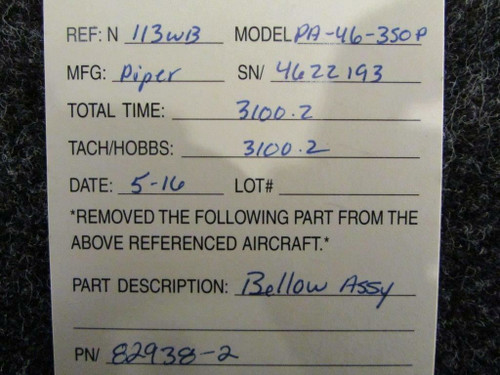 REF: N 113WB MODEL PA-46-350P
MFG: Piper SN/ 4622193
TOTAL TIME: 3100.2
TACH/HOBBS: 3100.2
DATE: 5-16 LOT#
*REMOVED THE FOLLOWING PART FROM THE
ABOVE REFERENCED AIRCRAFT.*
PART DESCRIPTION: Bellow Assy
PN/ 82938-2